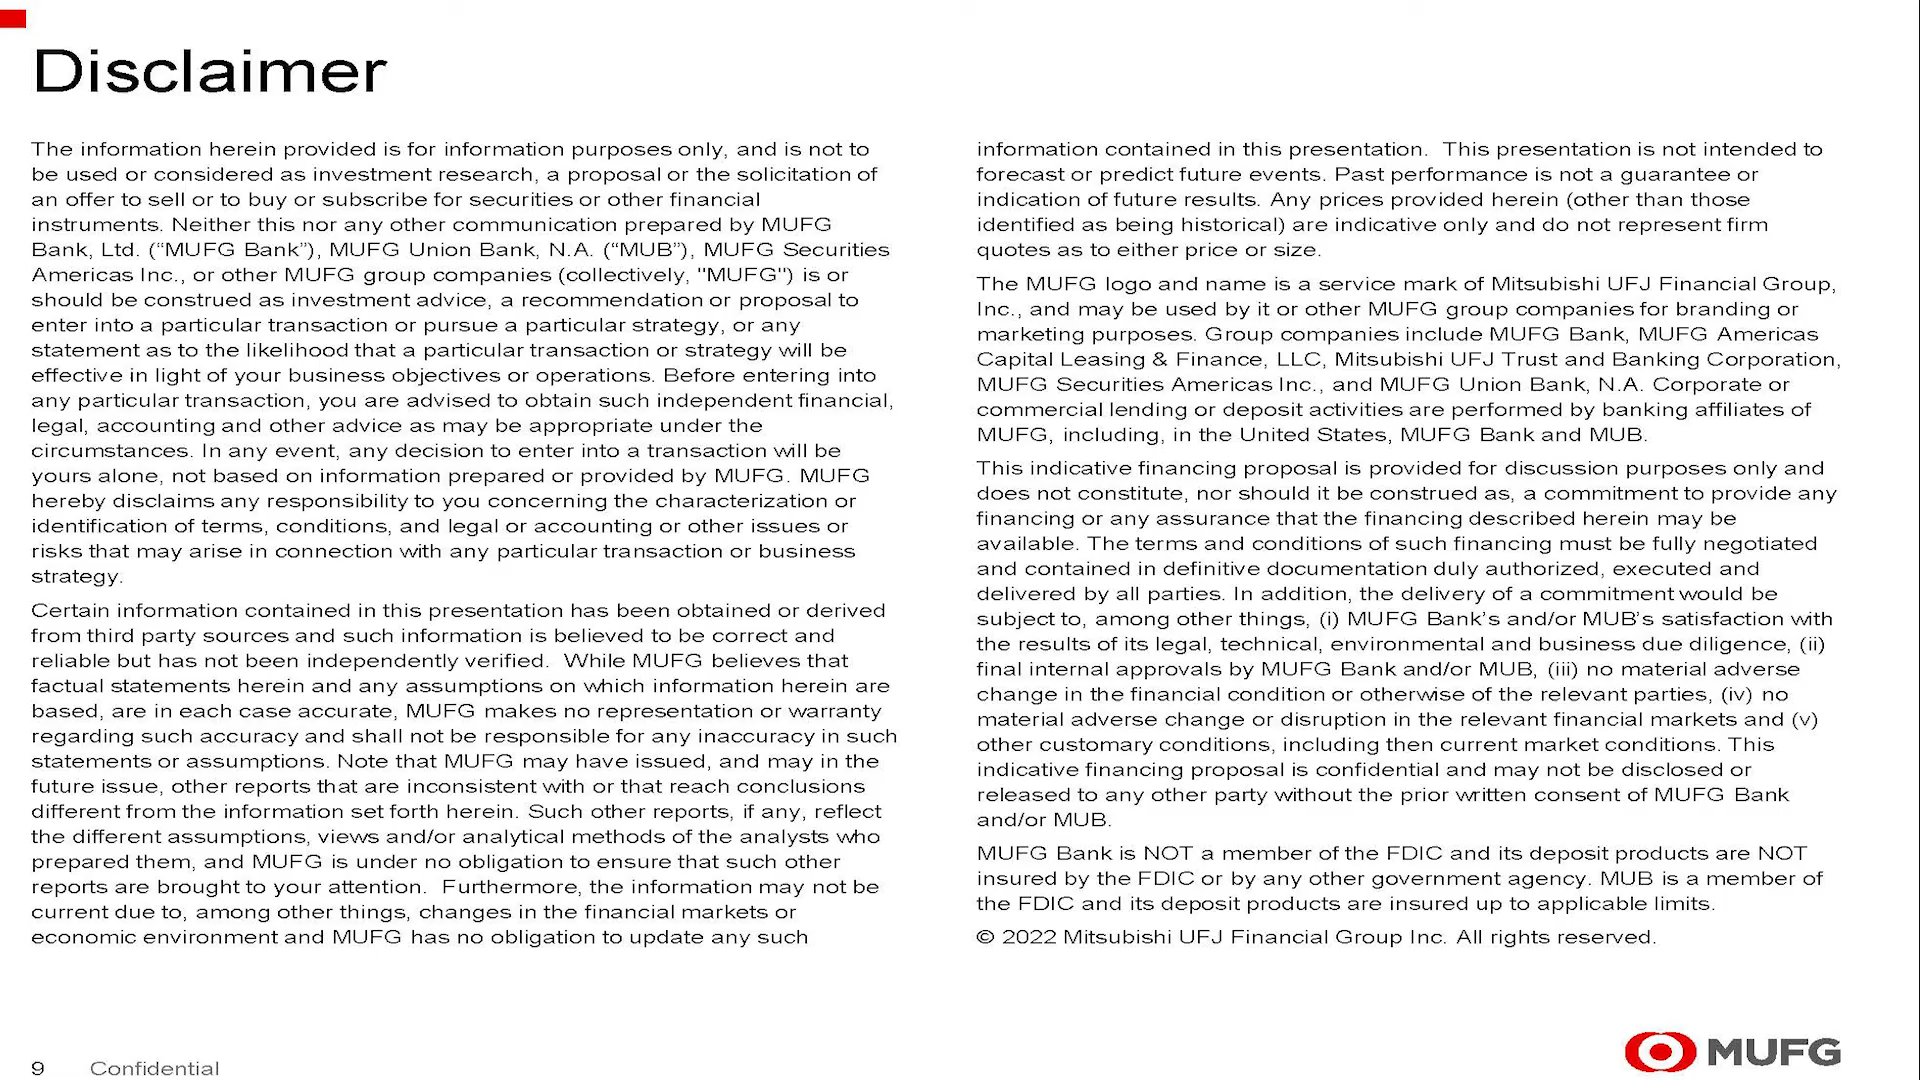 Disclaimer
The information herein provided is for information purposes only, and is not to
be used or considered as investment research, a proposal or the solicitation of
an offer to sell or to buy or subscribe for securities or other financial
instruments. Neither this nor any other communication prepared by MUFG
Bank, Ltd. (“MUFG Bank”), MUFG Union Bank, N.A. (“MUB”), MUFG Securities
Americas Inc., or other MUFG group companies (collectively, "MUFG") is or
should be construed as investment advice, a recommendation or proposal to
enter into a particular transaction or pursue a particular strategy, or any
statement as to the likelihood that a particular transaction or strategy will be
effective in light of your business objectives or operations. Before entering into
any particular transaction, you are advised to obtain such independent financial,
legal, accounting and other advice as may be appropriate under the
circumstances. In any event, any decision to enter into a transaction will be
yours alone, not based on information prepared or provided by MUFG. MUFG
hereby disclaims any responsibility to you concerning the characterization or
identification of terms, conditions, and legal or accounting or other issues or
risks that may arise in connection with any particular transaction or business
strategy.
Certain information contained in this presentation has been obtained or derived
from third party sources and such information is believed to be correct and
reliable but has not been independently verified.  While MUFG believes that
factual statements herein and any assumptions on which information herein are
based, are in each case accurate, MUFG makes no representation or warranty
regarding such accuracy and shall not be responsible for any inaccuracy in such
statements or assumptions. Note that MUFG may have issued, and may in the
future issue, other reports that are inconsistent with or that reach conclusions
different from the information set forth herein. Such other reports, if any, reflect
the different assumptions, views and/or analytical methods of the analysts who
prepared them, and MUFG is under no obligation to ensure that such other
reports are brought to your attention.  Furthermore, the information may not be
current due to, among other things, changes in the financial markets or
economic environment and MUFG has no obligation to update any such
information contained in this presentation.  This presentation is not intended to
forecast or predict future events. Past performance is not a guarantee or
indication of future results. Any prices provided herein (other than those
identified as being historical) are indicative only and do not represent firm
quotes as to either price or size.
The MUFG logo and name is a service mark of Mitsubishi UFJ Financial Group,
Inc., and may be used by it or other MUFG group companies for branding or
marketing purposes. Group companies include MUFG Bank, MUFG Americas
Capital Leasing & Finance, LLC, Mitsubishi UFJ Trust and Banking Corporation,
MUFG Securities Americas Inc., and MUFG Union Bank, N.A. Corporate or
commercial lending or deposit activities are performed by banking affiliates of
MUFG, including, in the United States, MUFG Bank and MUB.
This indicative financing proposal is provided for discussion purposes only and
does not constitute, nor should it be construed as, a commitment to provide any
financing or any assurance that the financing described herein may be
available. The terms and conditions of such financing must be fully negotiated
and contained in definitive documentation duly authorized, executed and
delivered by all parties. In addition, the delivery of a commitment would be
subject to, among other things, (i) MUFG Bank’s and/or MUB’s satisfaction with
the results of its legal, technical, environmental and business due diligence, (ii)
final internal approvals by MUFG Bank and/or MUB, (iii) no material adverse
change in the financial condition or otherwise of the relevant parties, (iv) no
material adverse change or disruption in the relevant financial markets and (v)
other customary conditions, including then current market conditions. This
indicative financing proposal is confidential and may not be disclosed or
released to any other party without the prior written consent of MUFG Bank
and/or MUB.
MUFG Bank is NOT a member of the FDIC and its deposit products are NOT
insured by the FDIC or by any other government agency. MUB is a member of
the FDIC and its deposit products are insured up to applicable limits.
© 2022 Mitsubishi UFJ Financial Group Inc. All rights reserved.
9 Confidential
MUFG